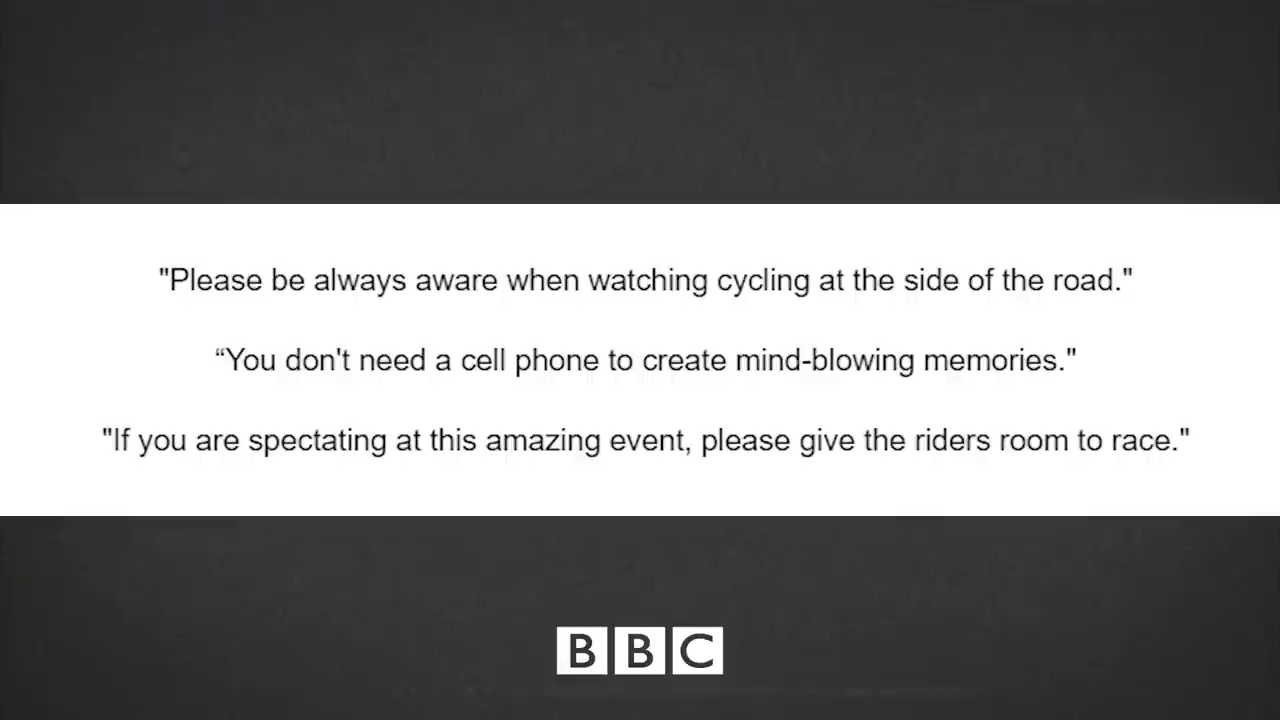 "Please be always aware when watching cycling at the side of the road."
“You don't need a cell phone to create mind-blowing memories."
"If you are spectating at this amazing event, please give the riders room to race."
BBC